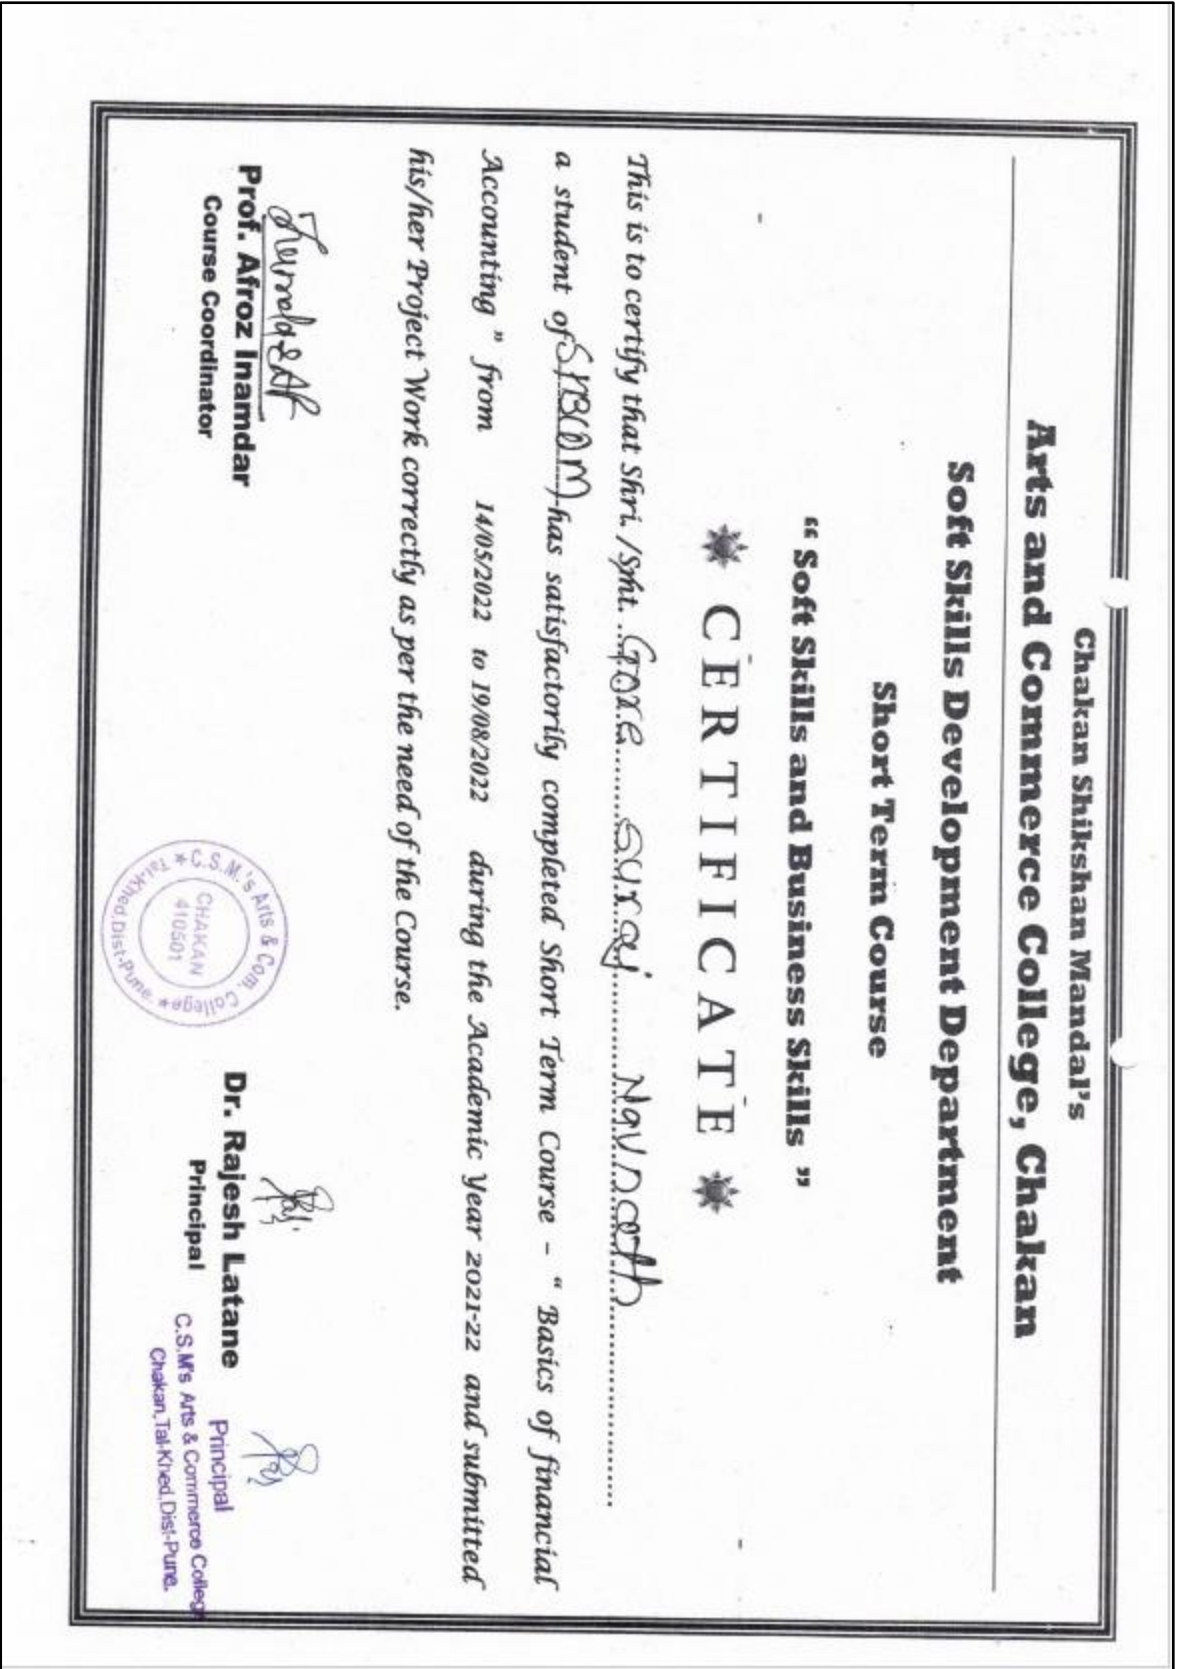 Chakan Shikshan Mandal's
Arts and Commerce College, Chakan
Soft Skills Development Department
Short Term Course
“ Soft Skills and Business Skills ”
CERTIFICATE
This is to certify that Shri. /Smt. ..Gore..........Suraj..........Navnath..............................
a student of SYBCOM has satisfactorily completed Short Term Course – “ Basics of financial
Accounting ” from 14/05/2022 to 19/08/2022 during the Academic Year 2021-22 and submitted
his/her Project Work correctly as per the need of the Course.
Prof. Afroz Inamdar
Course Coordinator
C.S.M.'s Arts & Com. College * Tal-Khed, Dist-Pune. *
CHAKAN
410501
Dr. Rajesh Latane
Principal
Principal
C.S.M's Arts & Commerce College
Chakan, Tal-Khed, Dist-Pune.